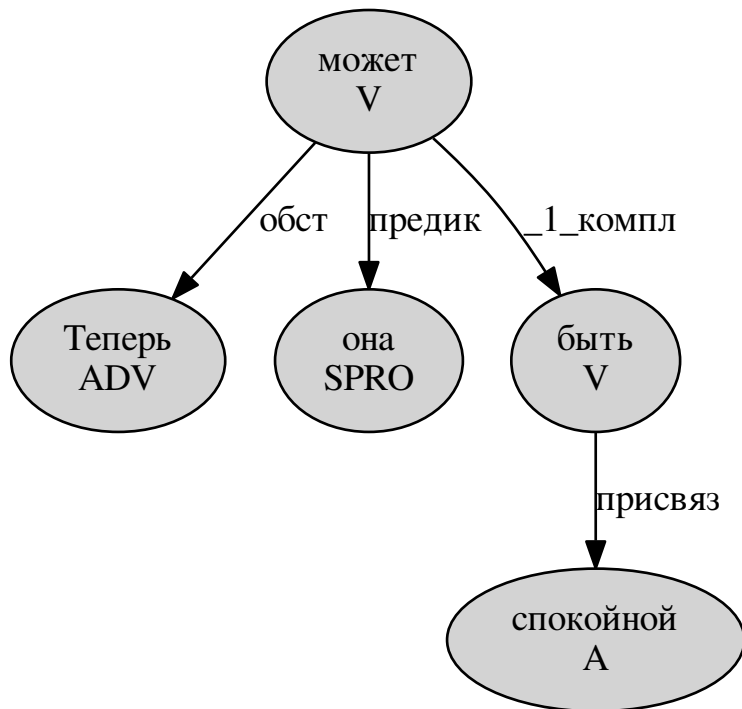 может
V
обст
предик
_1_компл
Теперь
ADV
она
SPRO
быть
V
присвяз
спокойной
A